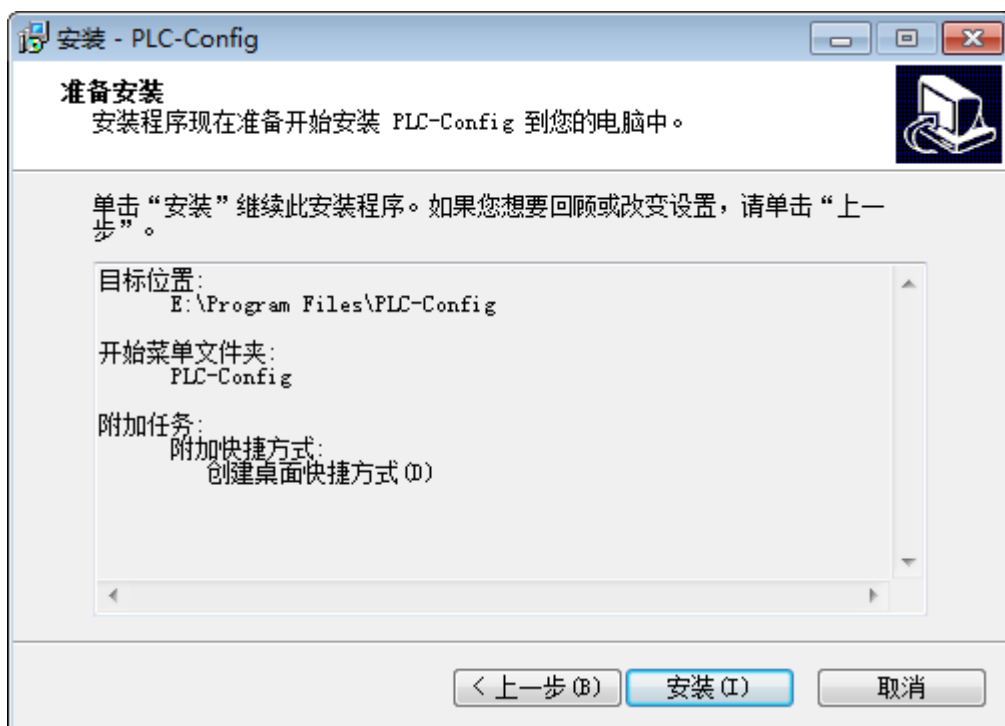 安装 - PLC-Config
准备安装
安装程序现在准备开始安装 PLC-Config 到您的电脑中。
单击“安装”继续此安装程序。如果您想要回顾或改变设置，请单击“上一
步”。
目标位置:
E:\Program Files\PLC-Config
开始菜单文件夹:
PLC-Config
附加任务:
附加快捷方式:
创建桌面快捷方式(D)
< 上一步(B)
安装(I)
取消